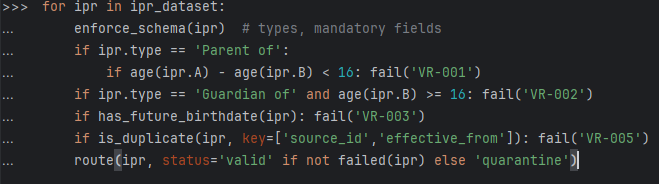 >>> for ipr in ipr_dataset:
...     enforce_schema(ipr)  # types, mandatory fields
...     if ipr.type == 'Parent of':
...         if age(ipr.A) - age(ipr.B) < 16: fail('VR-001')
...     if ipr.type == 'Guardian of' and age(ipr.B) >= 16: fail('VR-002')
...     if has_future_birthdate(ipr): fail('VR-003')
...     if is_duplicate(ipr, key=['source_id','effective_from']): fail('VR-005')
...     route(ipr, status='valid' if not failed(ipr) else 'quarantine')